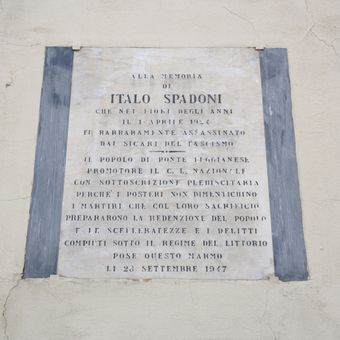 ALLA MEMORIA
DI
ITALO SPADONI
CHE NEI FIORI DEGLI ANNI
IL 1 APRILE 1924
FU BARBARAMENTE ASSASSINATO
DAI SICARI DEL FASCISMO
IL POPOLO DI PONTE BUGGIANESE
PROMOTORE IL C. L. NAZIONALE
CON SOTTOSCRIZIONE PLEBISCITARIA
PERCHÈ I POSTERI NON DIMENTICHINO
I MARTIRI CHE COL LORO SACRIFICIO
PREPARARONO LA REDENZIONE DEL POPOLO
E LE SCELLERATEZZE E I DELITTI
COMPIUTI SOTTO IL REGIME DEL LITTORIO
POSE QUESTO MARMO
LI 28 SETTEMBRE 1947